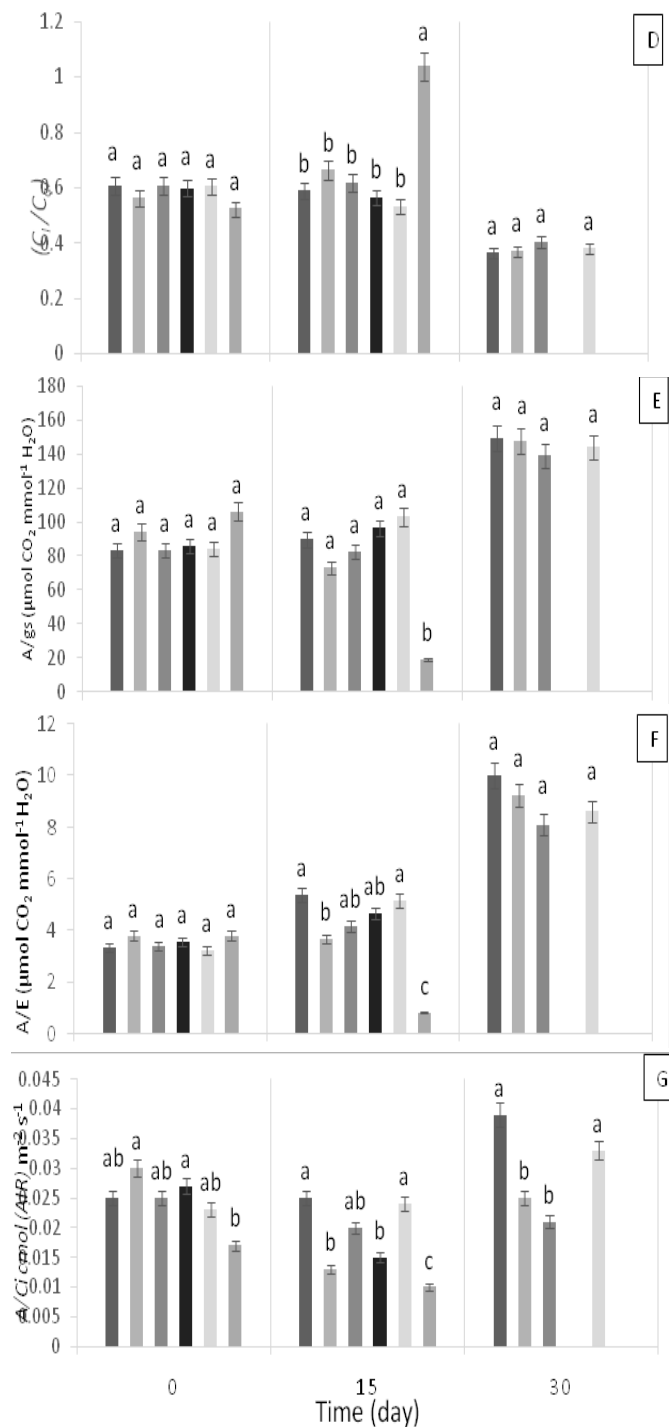 D
1.2
1
0.8
0.6
0.4
0.2
0
a a a a a a
b b b b b a
a a a a
E
A/gs (µmol CO₂ mmol⁻¹ H₂O)
180
160
140
120
100
80
60
40
20
0
a a a a a a
a a a a a b
a a a a
F
A/E (µmol CO₂ mmol⁻¹H₂O)
12
10
8
6
4
2
0
a a a a a a
a b ab ab a c
a a a a
G
m⁻² s⁻¹
0.045
0.04
0.035
0.03
0.025
0.02
0.015
0.01
0.005
0
ab a ab a ab b
a b ab b a c
a b b a
0 15 30
Time (day)